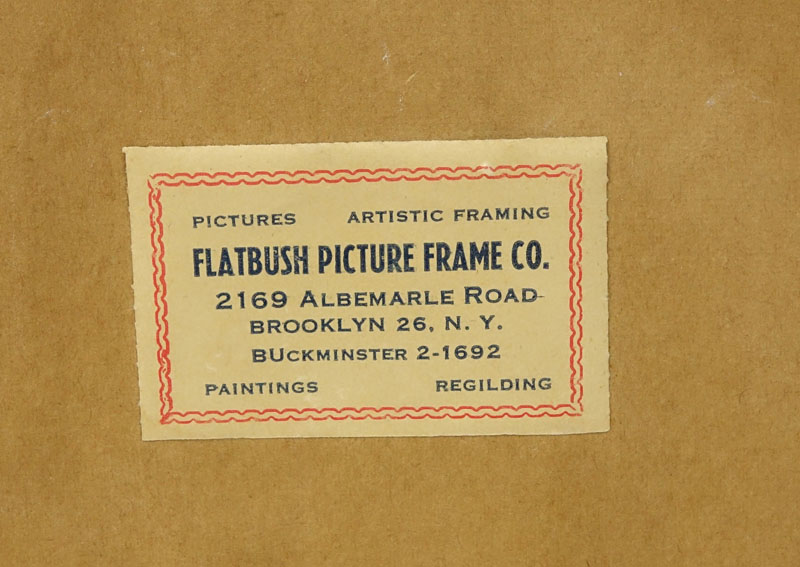 PICTURES ARTISTIC FRAMING
FLATBUSH PICTURE FRAME CO.
2169 ALBEMARLE ROAD
BROOKLYN 26, N. Y.
BUCKMINSTER 2-1692
PAINTINGS REGILDING